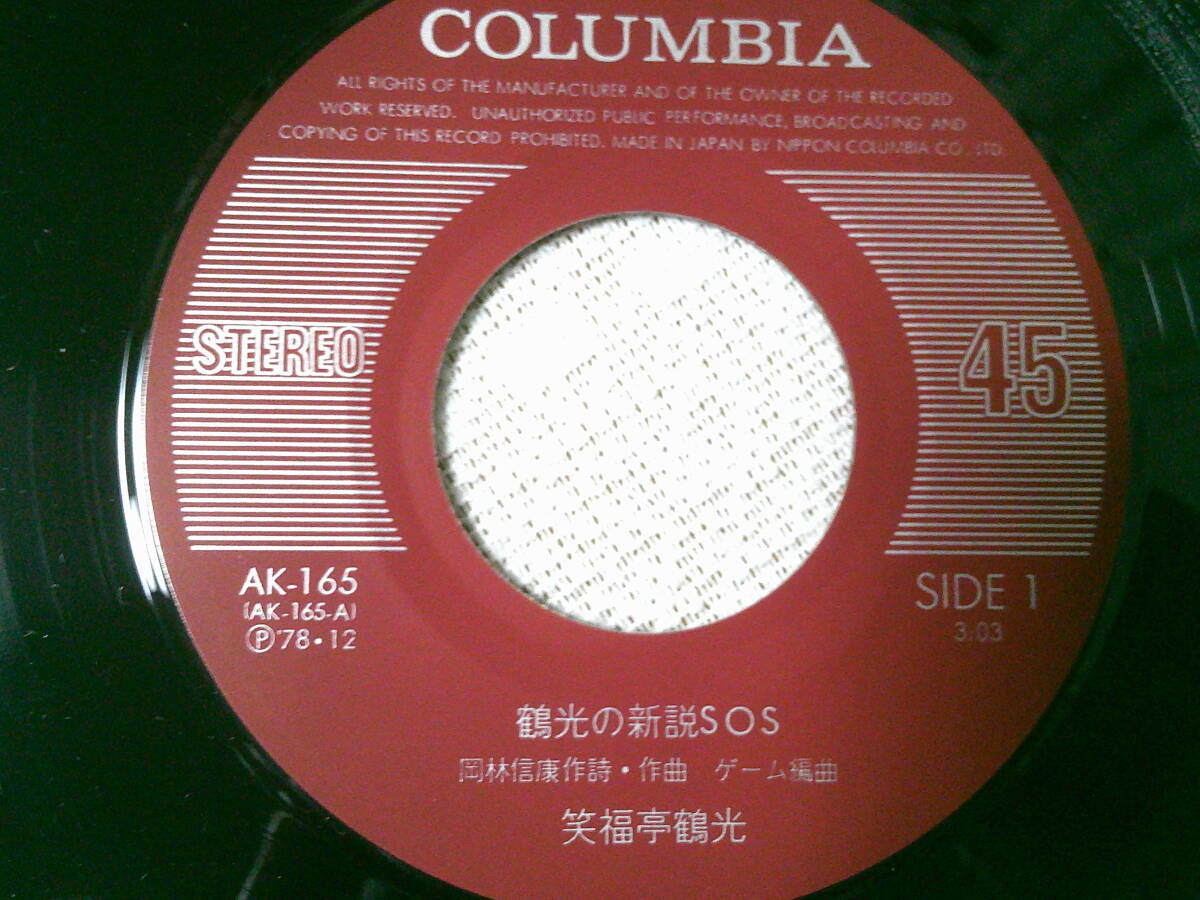 COLUMBIA
ALL RIGHTS OF THE MANUFACTURER AND OF THE OWNER OF THE RECORDED
WORK RESERVED. UNAUTHORIZED PUBLIC PERFORMANCE, BROADCASTING AND
COPYING OF THIS RECORD PROHIBITED. MADE IN JAPAN BY NIPPON COLUMBIA CO., LTD.
STEREO
45
AK-165
(AK-165-A)
Ⓟ'78・12
SIDE 1
3:03
鶴光の新説SOS
岡林信康作詩・作曲 ゲーム編曲
笑福亭鶴光